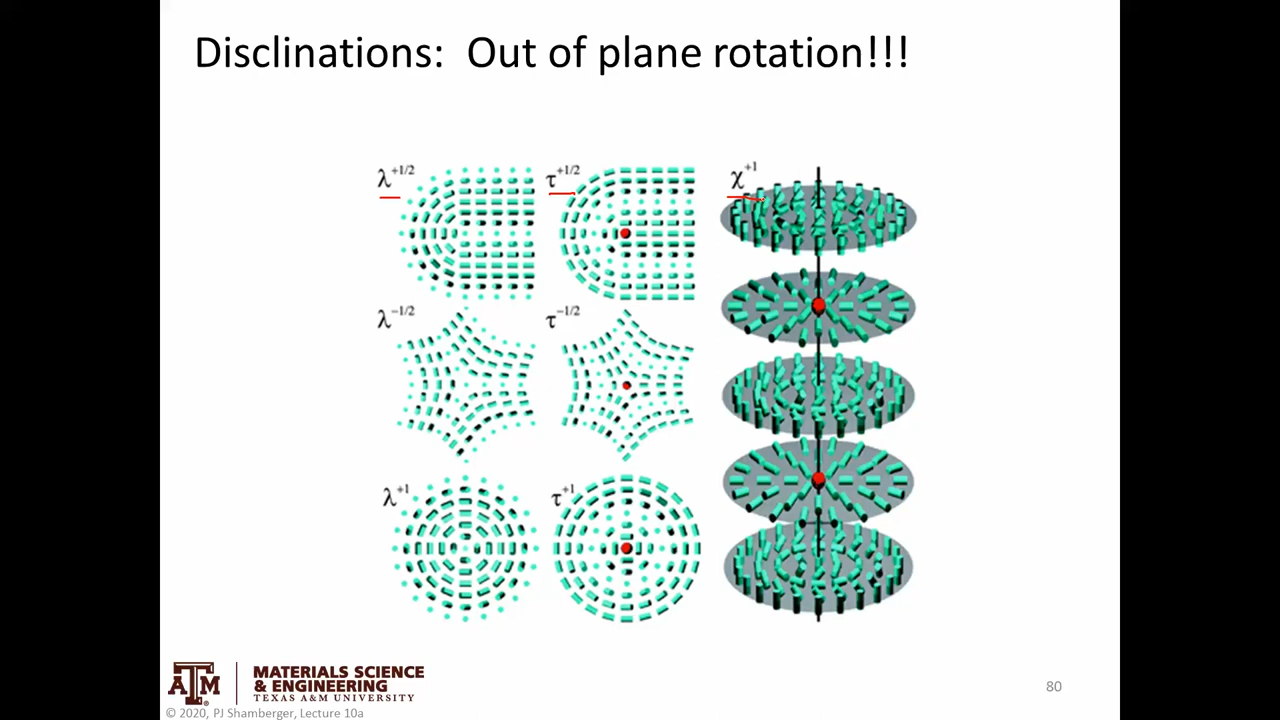 Disclinations: Out of plane rotation!!!
λ+1/2
τ+1/2
χ+1
λ−1/2
τ−1/2
λ+1
τ+1
ATM
MATERIALS SCIENCE
& ENGINEERING
TEXAS A&M UNIVERSITY
80
© 2020, PJ Shamberger, Lecture 10a